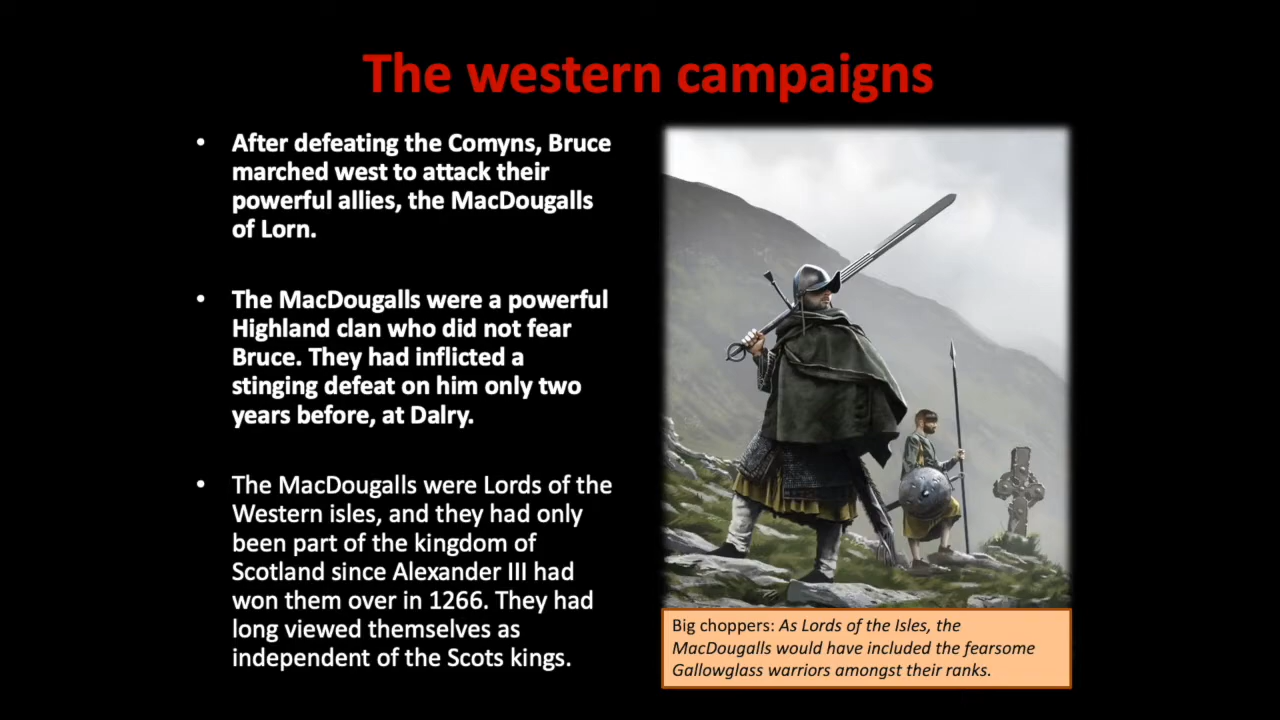 The western campaigns
• After defeating the Comyns, Bruce
marched west to attack their
powerful allies, the MacDougalls
of Lorn.
• The MacDougalls were a powerful
Highland clan who did not fear
Bruce. They had inflicted a
stinging defeat on him only two
years before, at Dalry.
• The MacDougalls were Lords of the
Western isles, and they had only
been part of the kingdom of
Scotland since Alexander III had
won them over in 1266. They had
long viewed themselves as
independent of the Scots kings.
Big choppers: As Lords of the Isles, the
MacDougalls would have included the fearsome
Gallowglass warriors amongst their ranks.